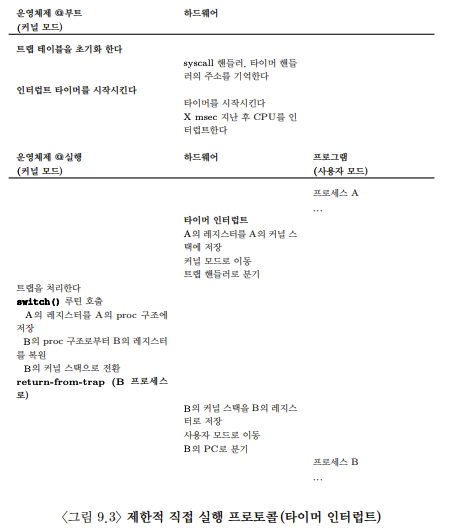 운영체제 @부트 하드웨어
(커널 모드)
트랩 테이블을 초기화 한다
syscall 핸들러, 타이머 핸들
러의 주소를 기억한다
인터럽트 타이머를 시작시킨다
타이머를 시작시킨다
X msec 지난 후 CPU를 인
터럽트한다
운영체제 @실행 하드웨어 프로그램
(커널 모드) (사용자 모드)
프로세스 A
...
타이머 인터럽트
A의 레지스터를 A의 커널 스
택에 저장
커널 모드로 이동
트랩 핸들러로 분기
트랩을 처리한다
switch() 루틴 호출
A의 레지스터를 A의 proc 구조에
저장
B의 proc 구조로부터 B의 레지스터
를 복원
B의 커널 스택으로 전환
return-from-trap (B 프로세스
로)
B의 커널 스택을 B의 레지스
터로 저장
사용자 모드로 이동
B의 PC로 분기
프로세스 B
...
〈그림 9.3〉 제한적 직접 실행 프로토콜(타이머 인터럽트)